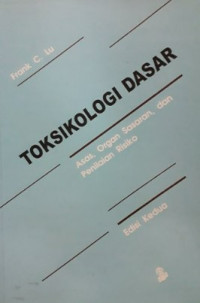 Frank C. Lu
TOKSIKOLOGI DASAR
Asas, Organ Sasaran, dan
Penilaian Risiko
Edisi Kedua